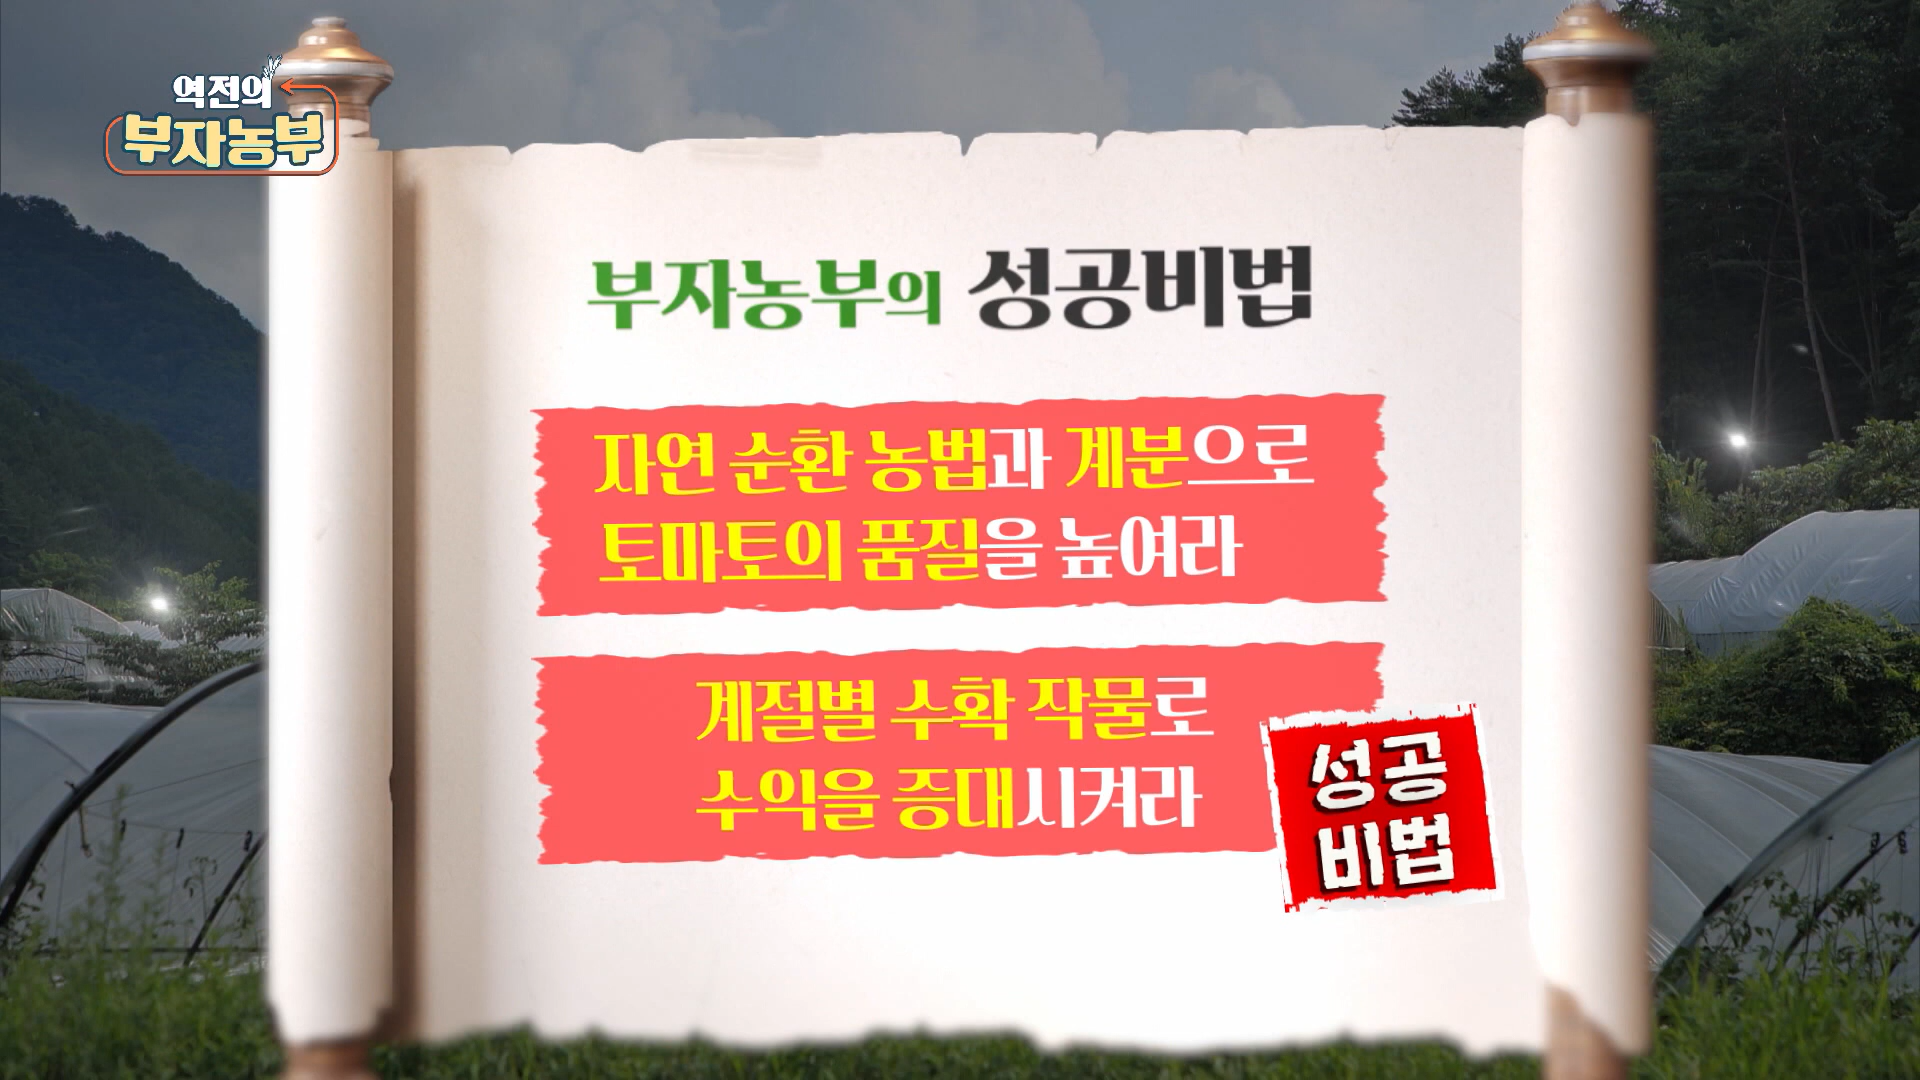 역전의
부자농부
부자농부의 성공비법
자연 순환 농법과 계분으로
토마토의 품질을 높여라
계절별 수확 작물로
수익을 증대시켜라
성공
비법